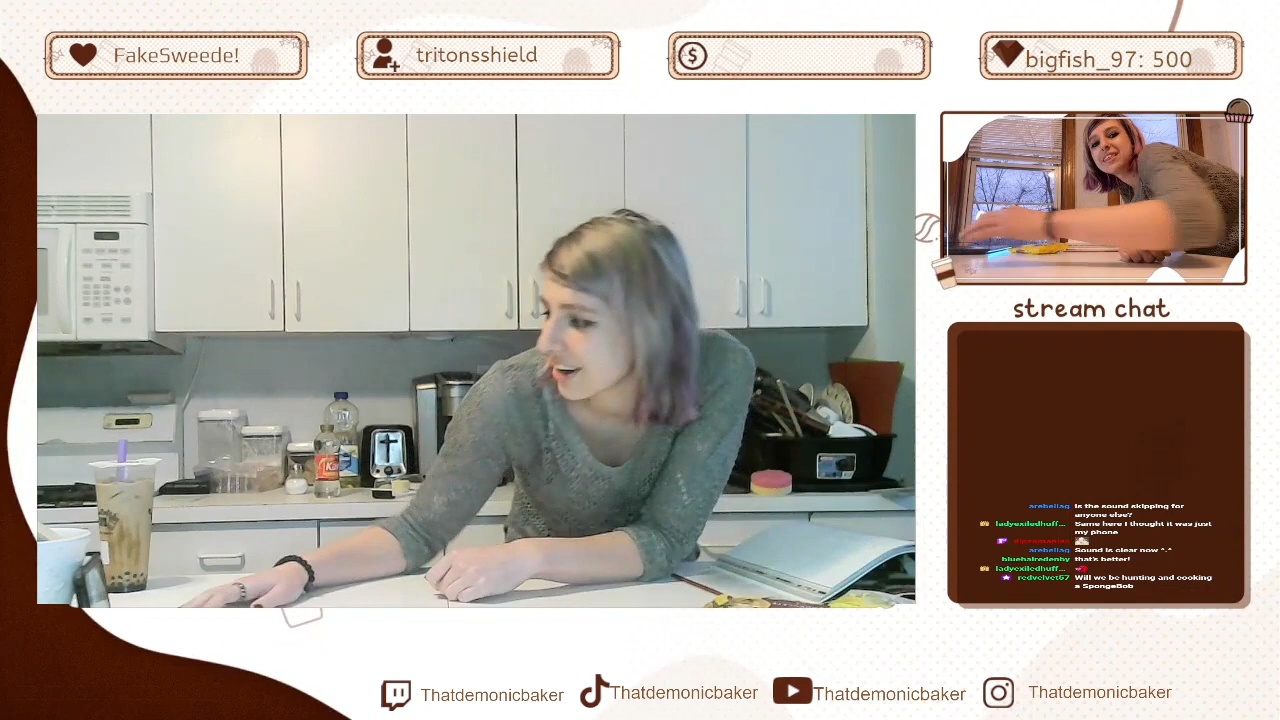 FakeSweede!
tritonsshield
bigfish_97: 500
stream chat
arebellag Is the sound skipping for
anyone else?
ladyexiledhuff... Same here I thought it was just
my phone
arebellag Sound is clear now ^.^
bluehairedenby that's better!
ladyexiledhuff...
redvelvet67 Will we be hunting and cooking
a SpongeBob
Thatdemonicbaker
Thatdemonicbaker
Thatdemonicbaker
Thatdemonicbaker